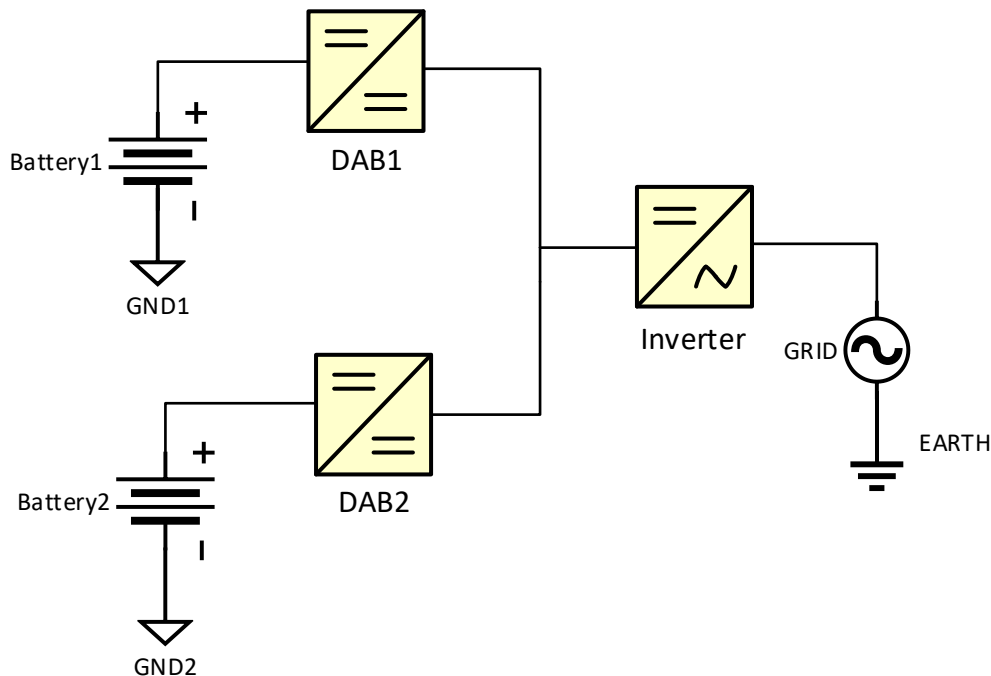 DAB1
Battery1
+
GND1
Inverter
GRID
EARTH
DAB2
Battery2
+
GND2